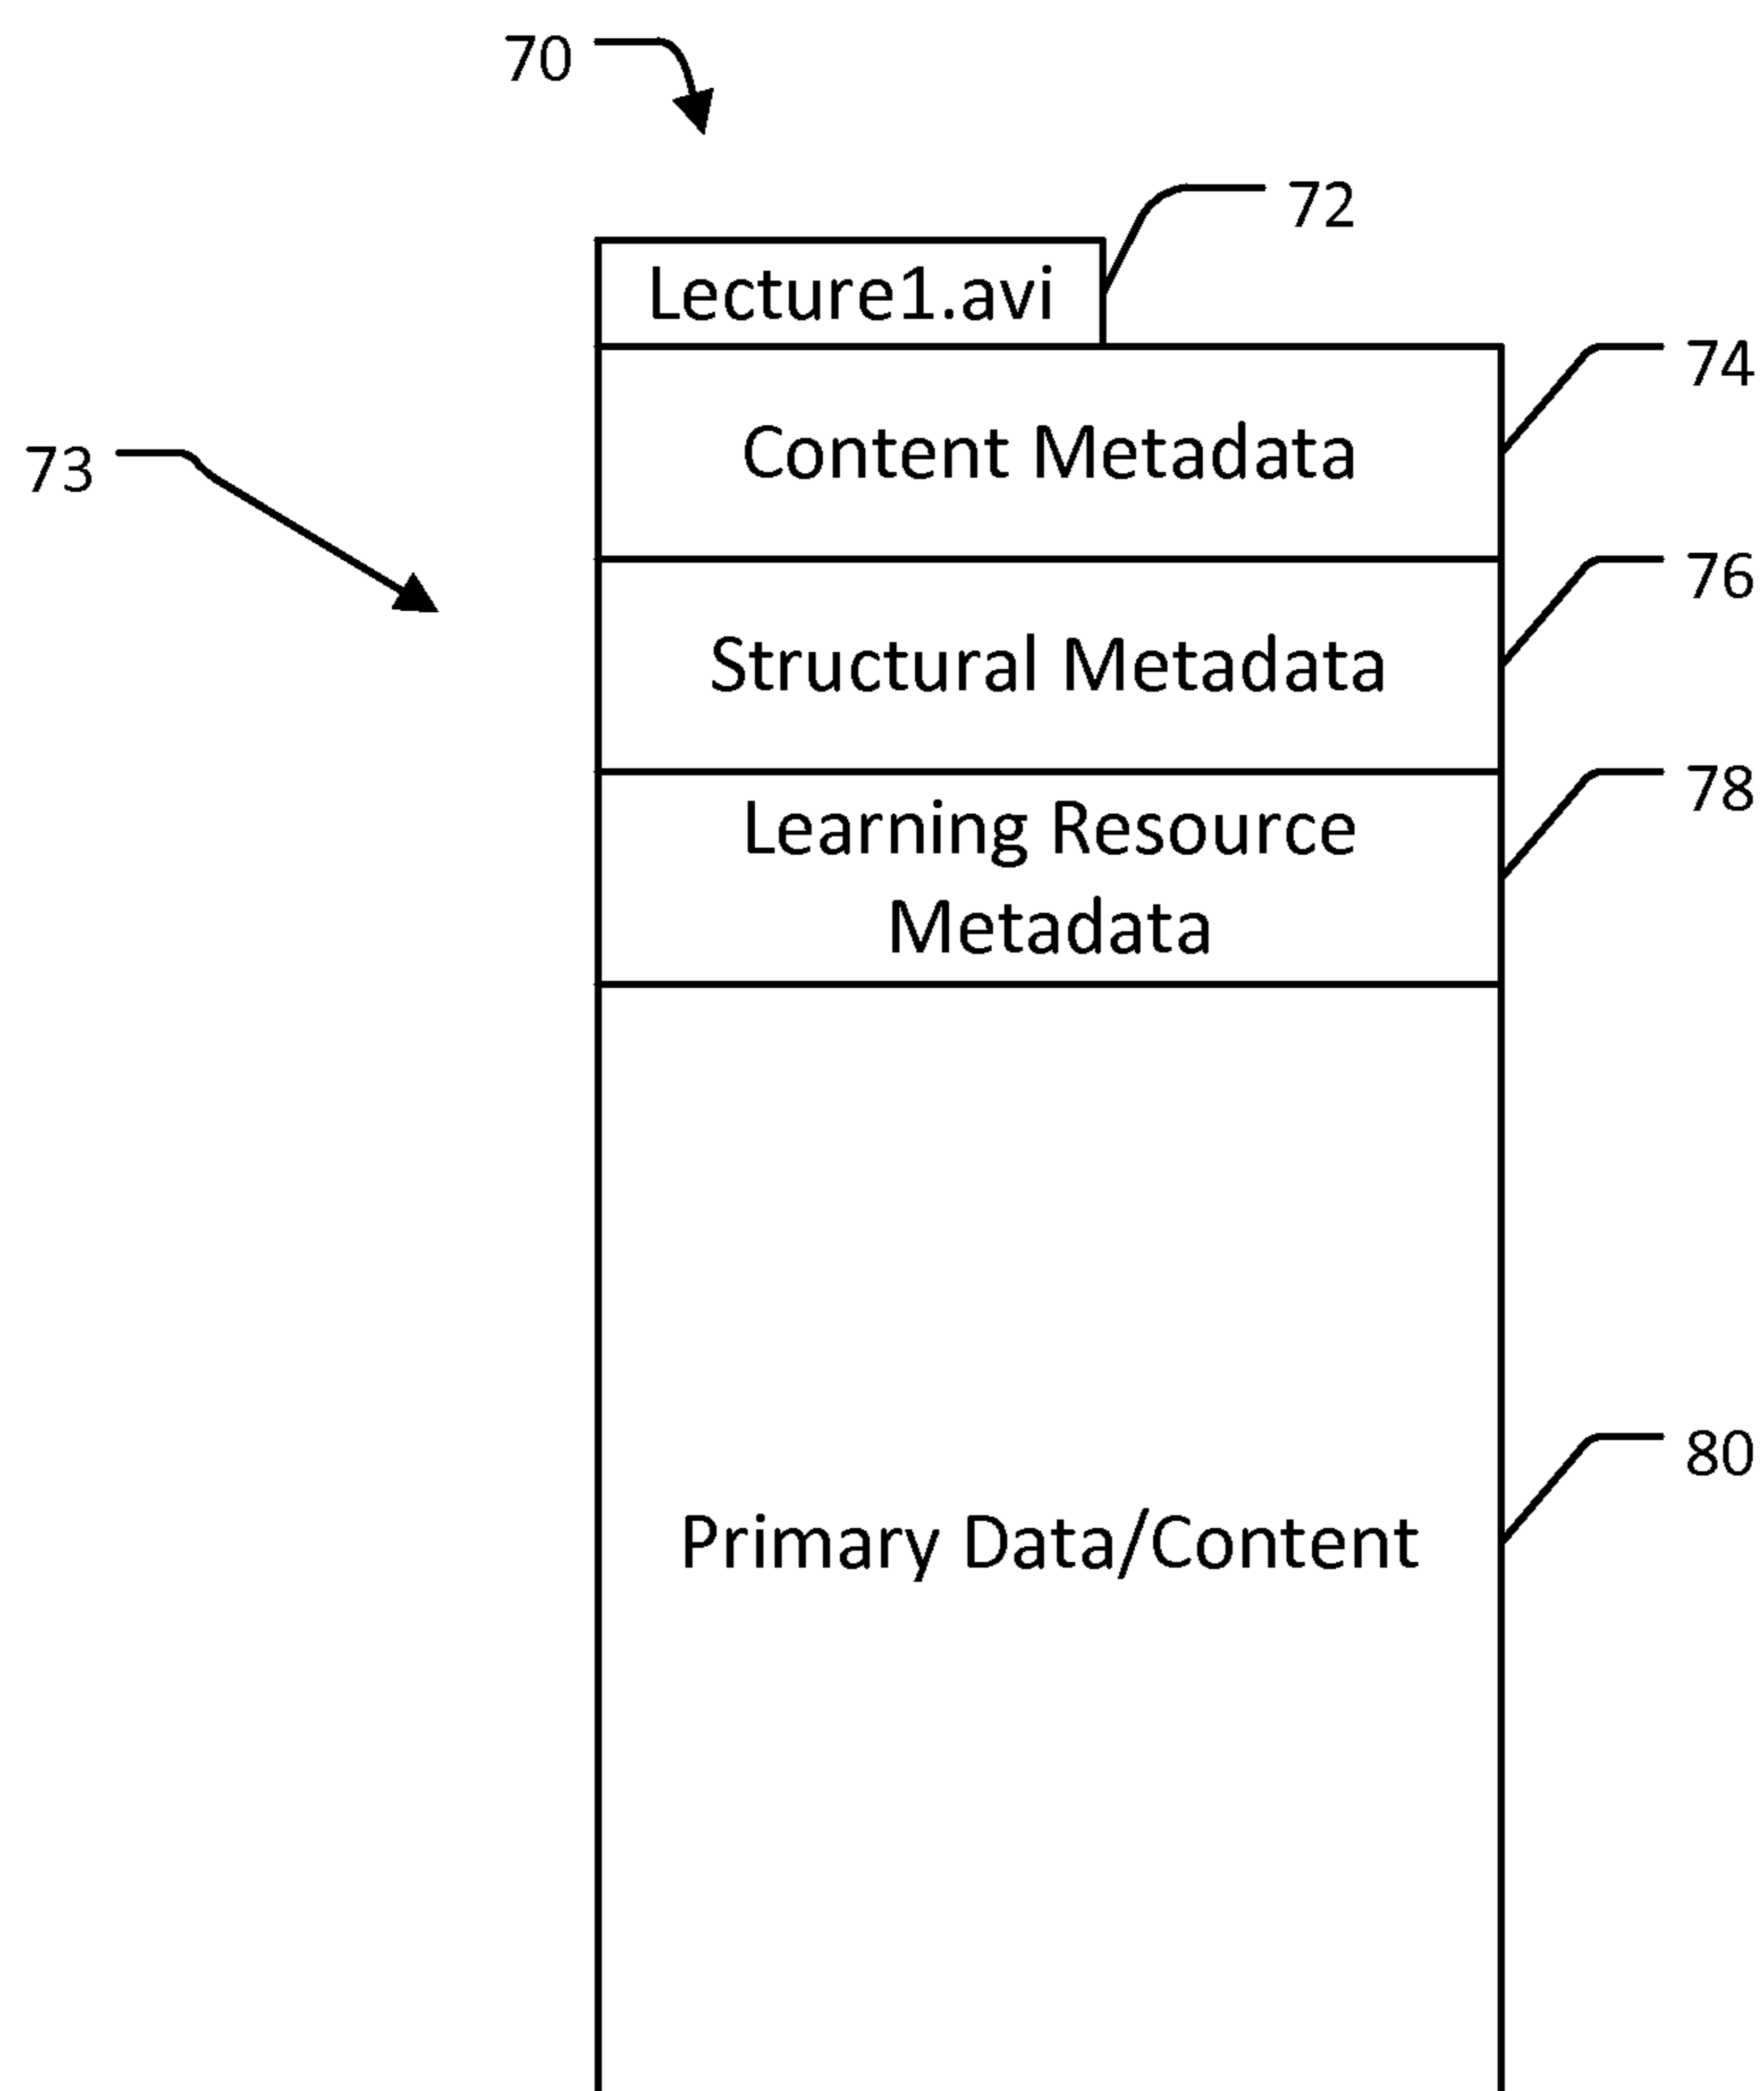 70
72
Lecture1.avi
74
Content Metadata
73
76
Structural Metadata
78
Learning Resource
Metadata
80
Primary Data/Content